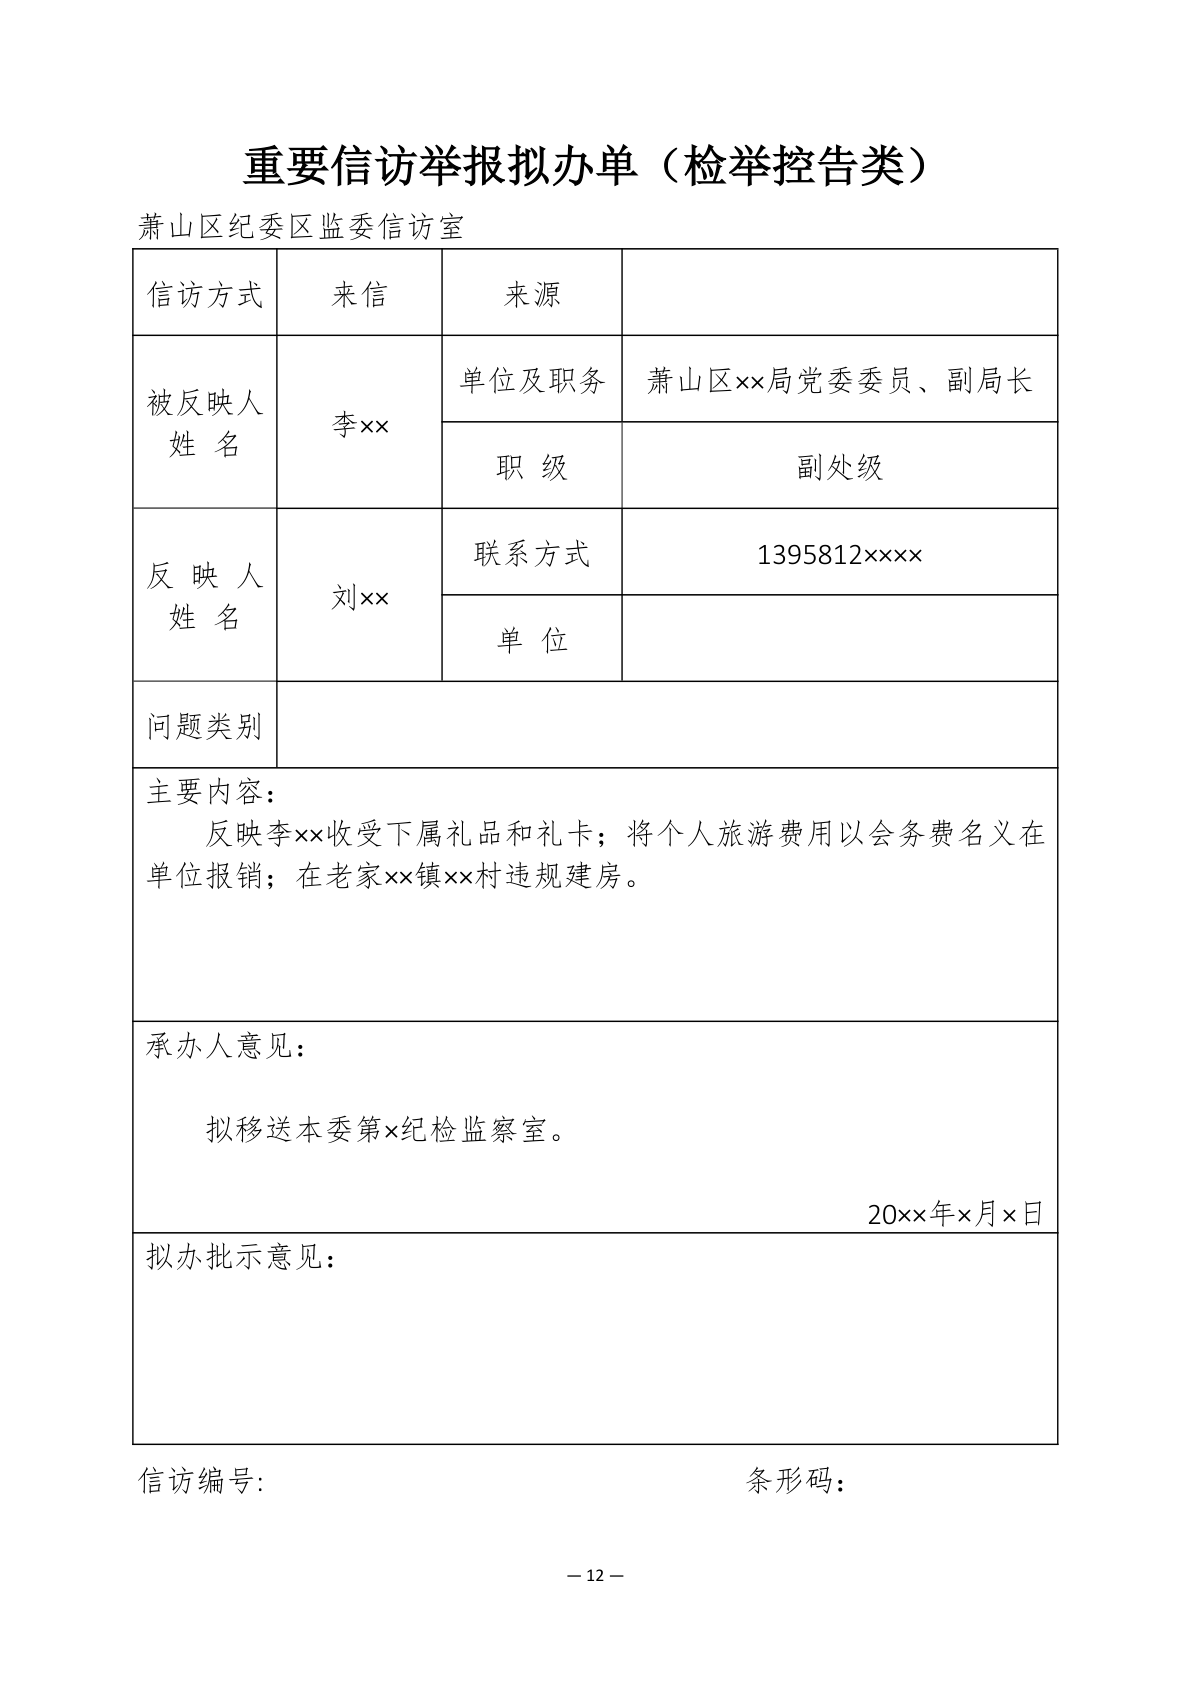 重要信访举报拟办单（检举控告类）
萧山区纪委区监委信访室
信访方式 来信 来源
被反映人
姓 名
李××
单位及职务 萧山区××局党委委员、副局长
职 级 副处级
反 映 人
姓 名
刘××
联系方式 1395812××××
单 位
问题类别
主要内容：
反映李××收受下属礼品和礼卡；将个人旅游费用以会务费名义在
单位报销；在老家××镇××村违规建房。
承办人意见：
拟移送本委第×纪检监察室。
20××年×月×日
拟办批示意见：
信访编号: 条形码：
— 12 —